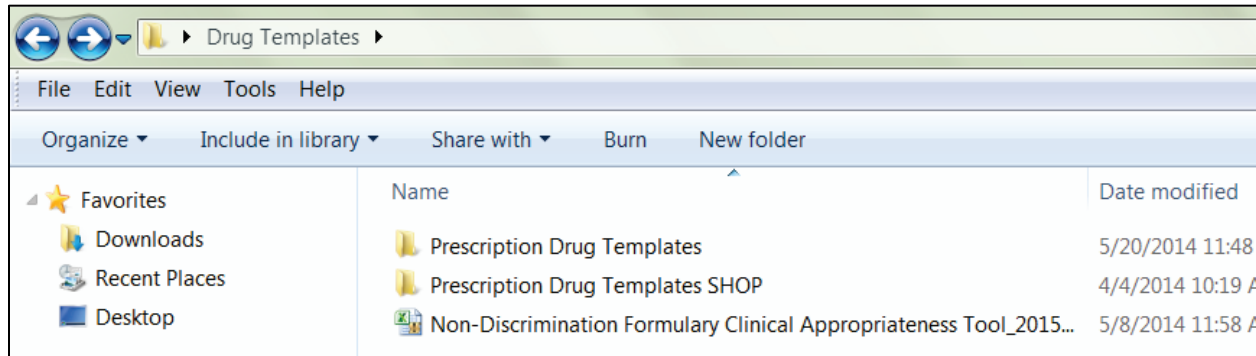 Drug Templates
File Edit View Tools Help
Organize Include in library Share with Burn New folder
Favorites
Downloads
Recent Places
Desktop
Name Date modified
Prescription Drug Templates 5/20/2014 11:48
Prescription Drug Templates SHOP 4/4/2014 10:19 A
Non-Discrimination Formulary Clinical Appropriateness Tool_2015... 5/8/2014 11:58 A